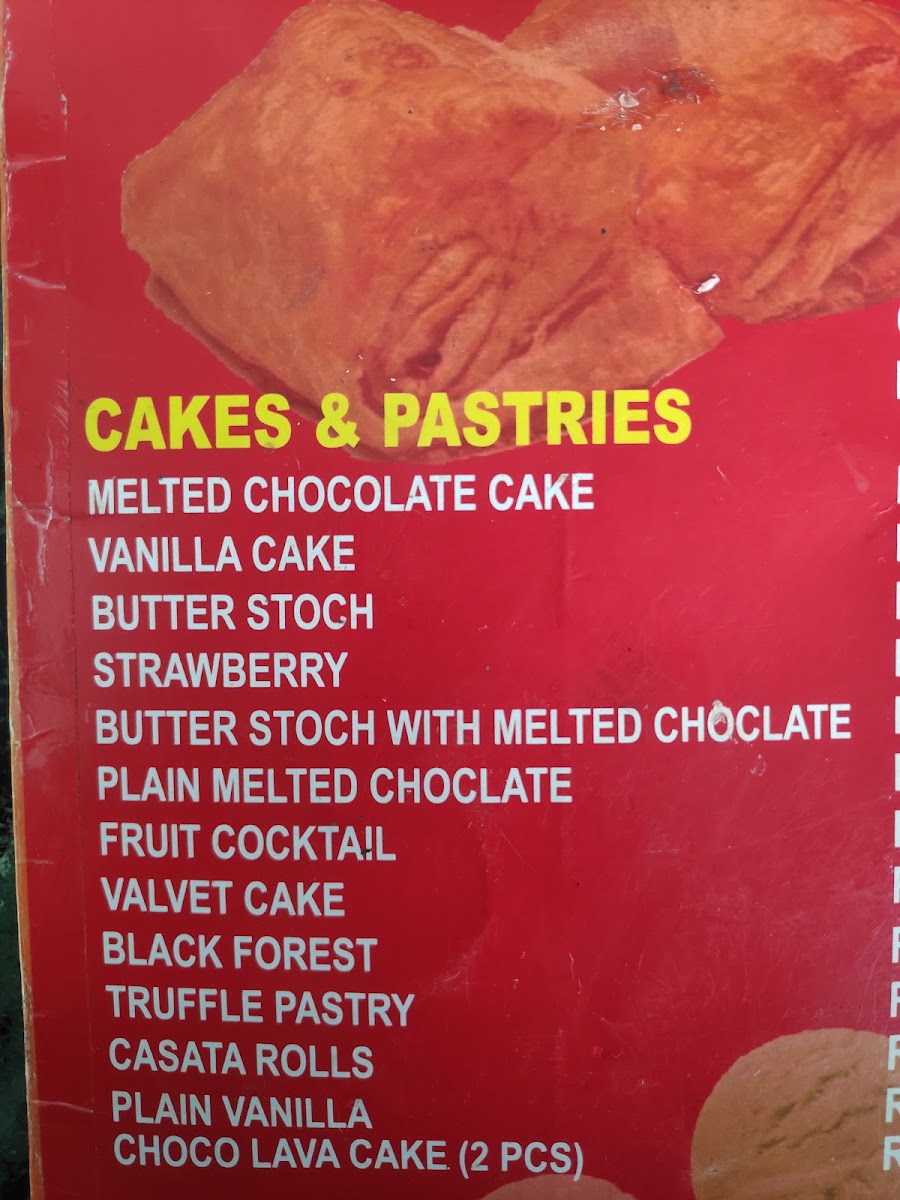 CAKES & PASTRIES
MELTED CHOCOLATE CAKE
VANILLA CAKE
BUTTER STOCH
STRAWBERRY
BUTTER STOCH WITH MELTED CHOCLATE
PLAIN MELTED CHOCLATE
FRUIT COCKTAIL
VALVET CAKE
BLACK FOREST
TRUFFLE PASTRY
CASATA ROLLS
PLAIN VANILLA
CHOCO LAVA CAKE (2 PCS)